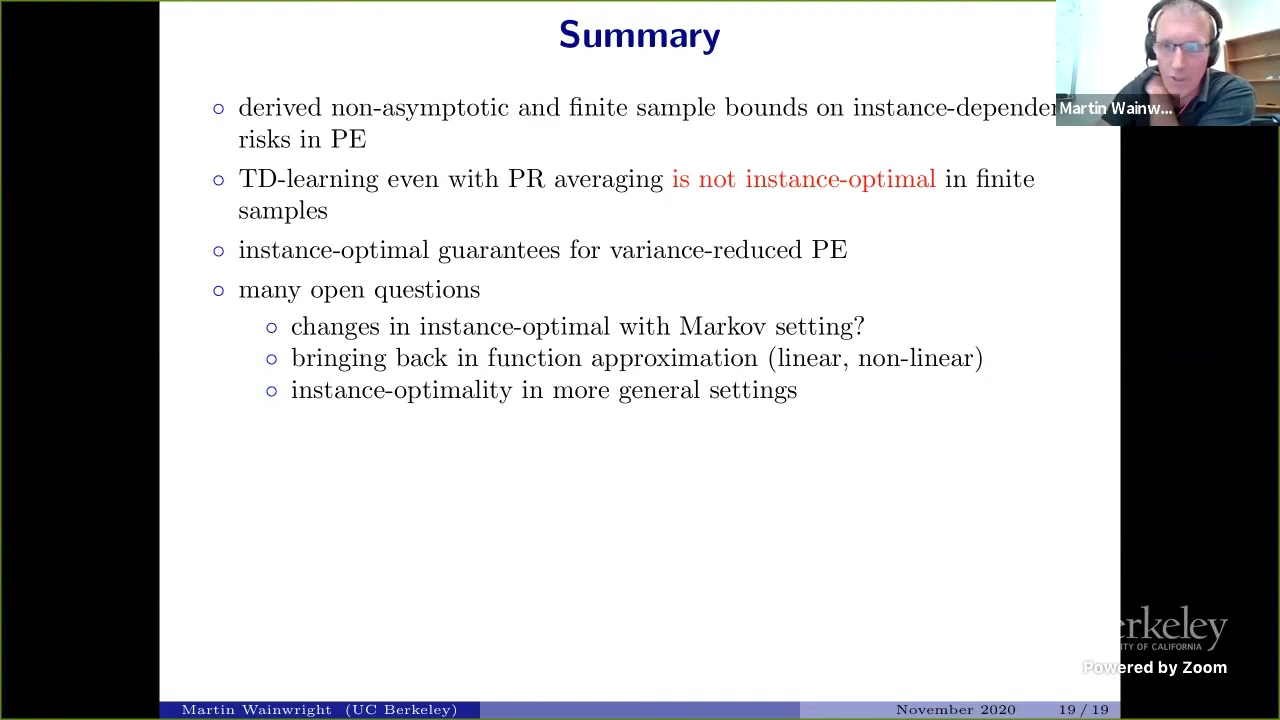 Summary
derived non-asymptotic and finite sample bounds on instance-depende
risks in PE
TD-learning even with PR averaging is not instance-optimal in finite
samples
instance-optimal guarantees for variance-reduced PE
many open questions
changes in instance-optimal with Markov setting?
bringing back in function approximation (linear, non-linear)
instance-optimality in more general settings
Martin Wainw...
erkeley
ITY OF CALIFORNIA
Powered by Zoom
Martin Wainwright (UC Berkeley)
November 2020
19 / 19